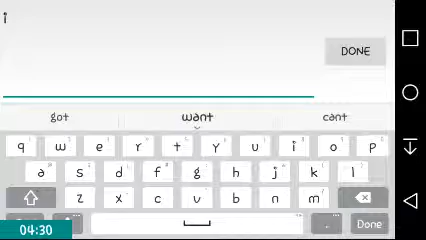 i
DONE
got want cant
q w e r t y u i o p
a s d f g h j k l
z x c v b n m
. Done
04:30